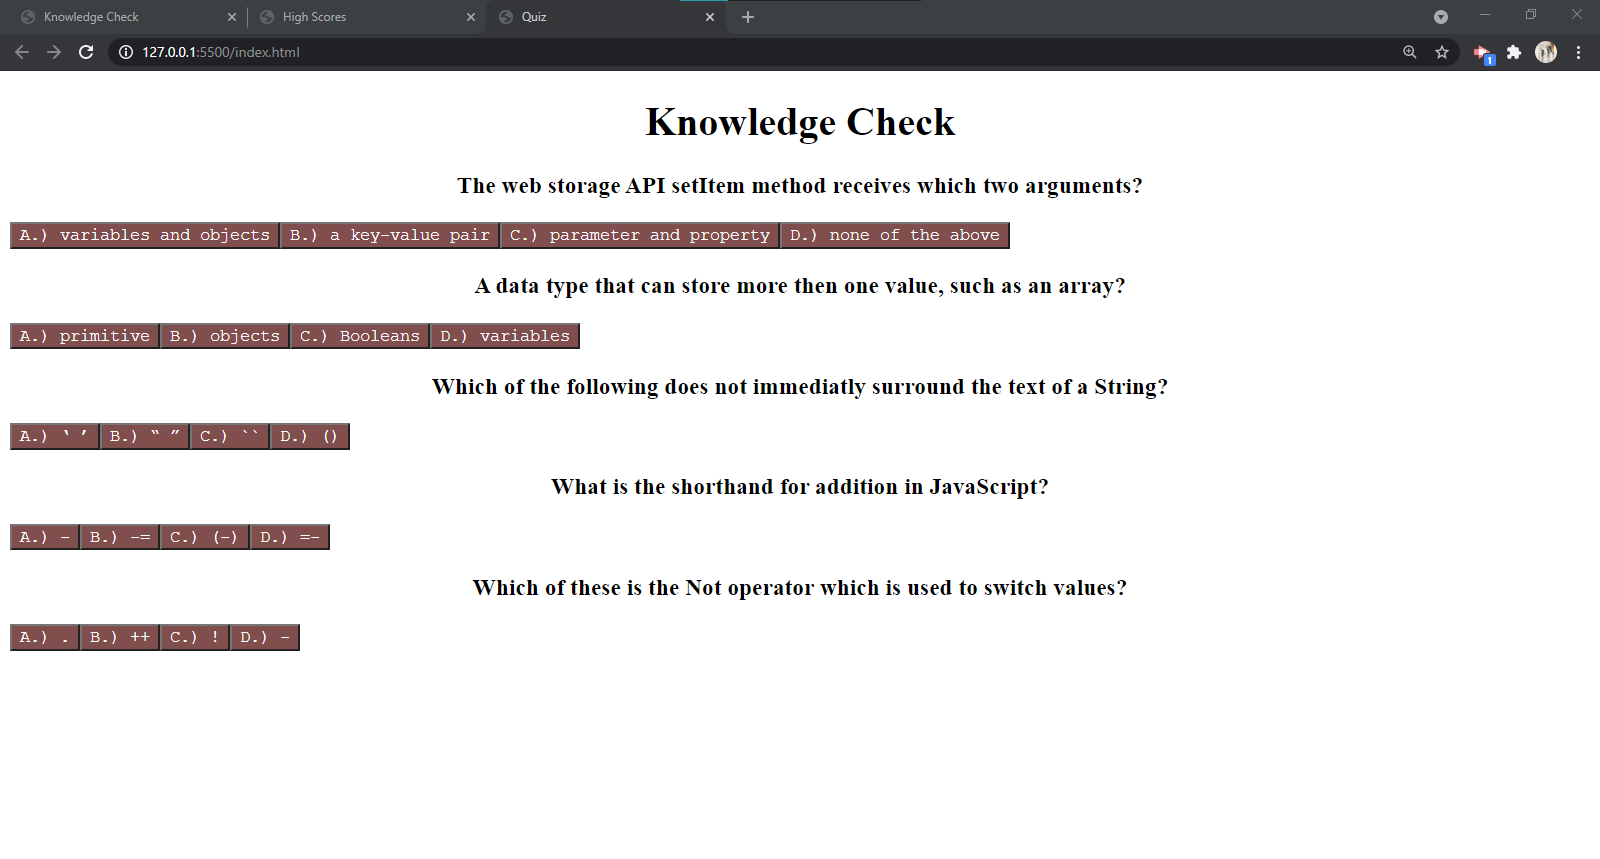 Knowledge Check
High Scores
Quiz
127.0.0.1:5500/index.html
1
Knowledge Check
The web storage API setItem method receives which two arguments?
A.) variables and objects B.) a key-value pair C.) parameter and property D.) none of the above
A data type that can store more then one value, such as an array?
A.) primitive B.) objects C.) Booleans D.) variables
Which of the following does not immediatly surround the text of a String?
A.) ‘ ’ B.) “ ” C.) `` D.) ()
What is the shorthand for addition in JavaScript?
A.) - B.) -= C.) (-) D.) =-
Which of these is the Not operator which is used to switch values?
A.) . B.) ++ C.) ! D.) -